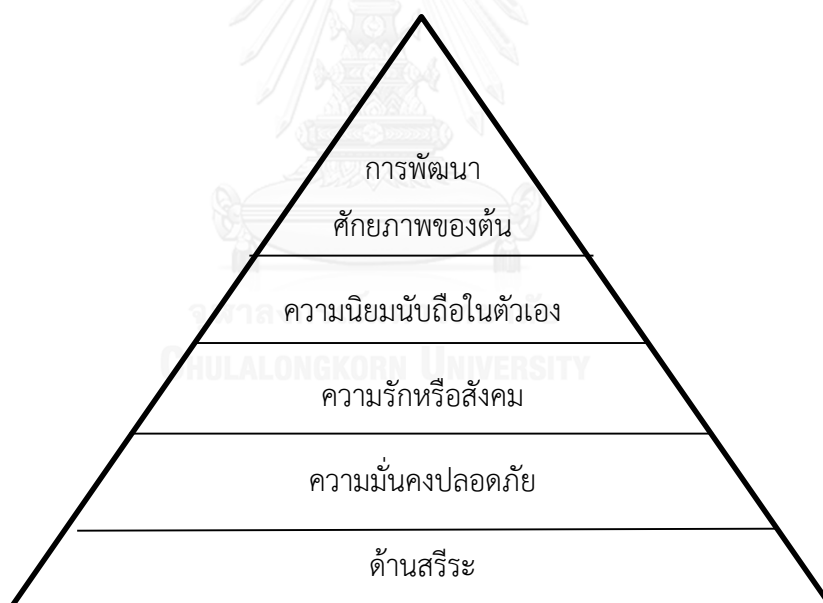 การพัฒนา
ศักยภาพของต้น
ความนิยมนับถือในตัวเอง
CHULALONGKORN UNIVERSITY
ความรักหรือสังคม
ความมั่นคงปลอดภัย
ด้านสรีระ